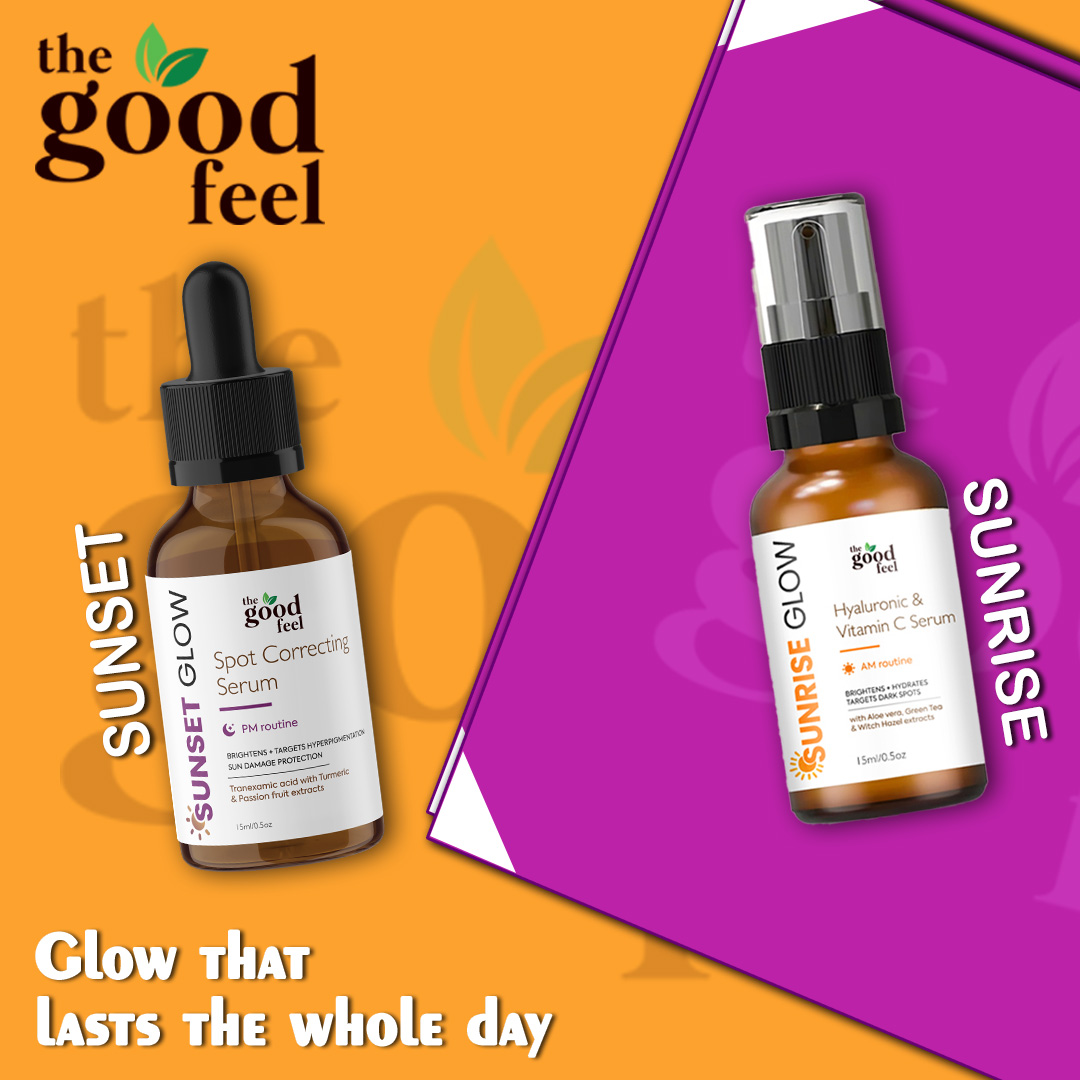 the
good
feel
SUNSET
SUNSET GLOW
the
good
feel
Spot Correcting
Serum
PM routine
BRIGHTENS + TARGETS HYPERPIGMENTATION
SUN DAMAGE PROTECTION
Tranexamic acid with Turmeric
& Passion fruit extracts
15ml/0.5oz
SUNRISE GLOW
the
good
feel
Hyaluronic &
Vitamin C Serum
AM routine
BRIGHTENS + HYDRATES
TARGETS DARK SPOTS
with Aloe vera, Green Tea
& Witch Hazel extracts
15ml/0.5oz
SUNRISE
Glow that
lasts the whole day